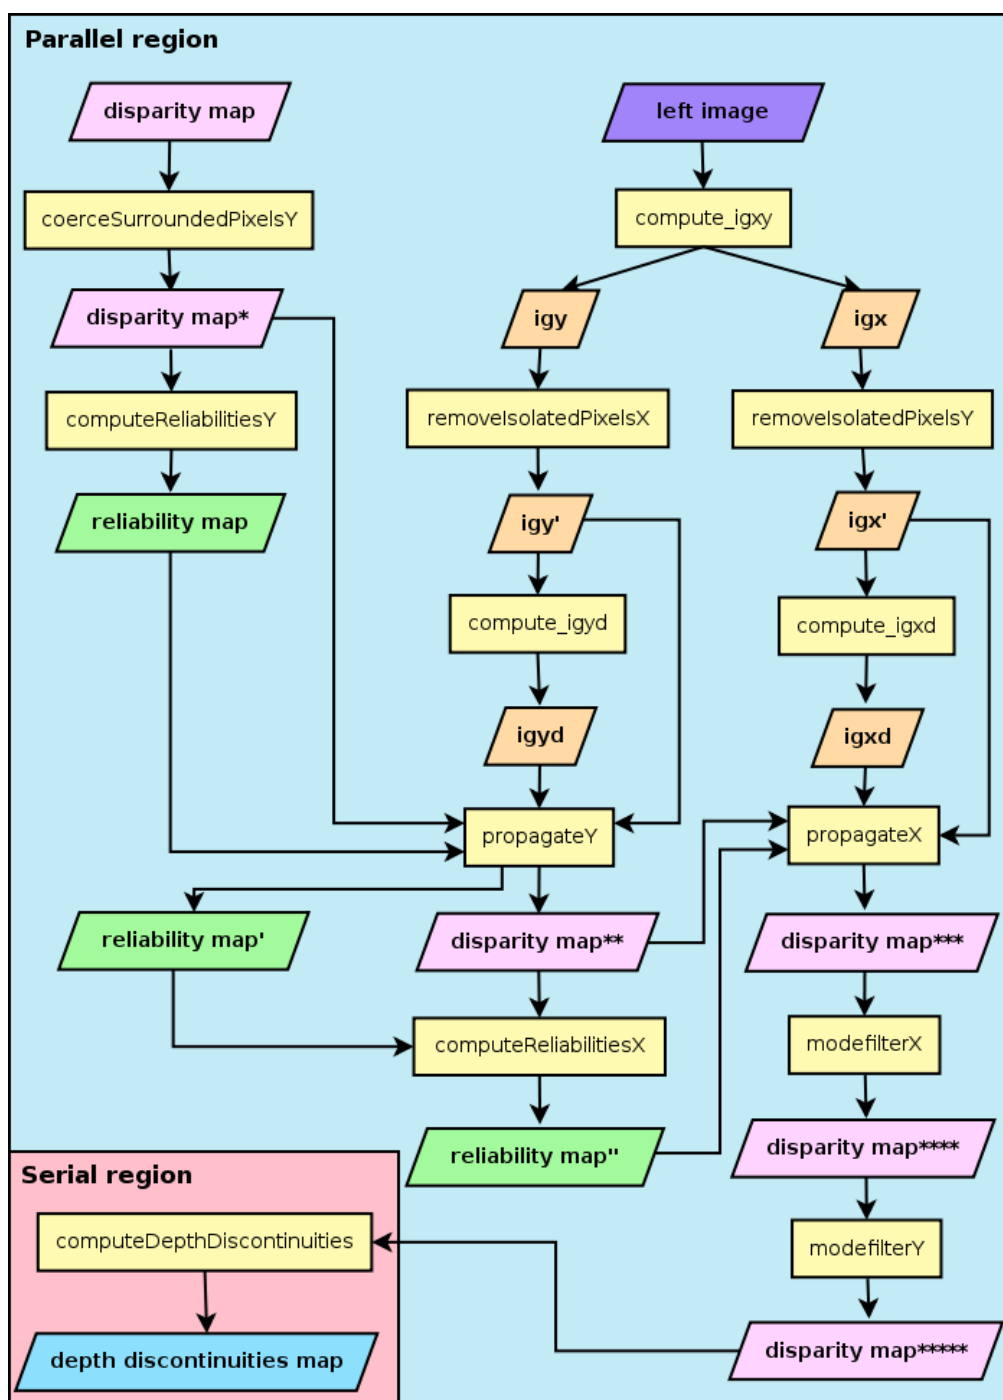 Parallel region
disparity map
left image
coerceSurroundedPixelsY
compute_igxy
disparity map*
igy
igx
computeReliabilitiesY
removeIsolatedPixelsX
removeIsolatedPixelsY
reliability map
igy'
igx'
compute_igyd
compute_igxd
igyd
igxd
propagateY
propagateX
reliability map'
disparity map**
disparity map***
computeReliabilitiesX
modefilterX
reliability map''
disparity map****
Serial region
computeDepthDiscontinuities
modefilterY
depth discontinuities map
disparity map*****